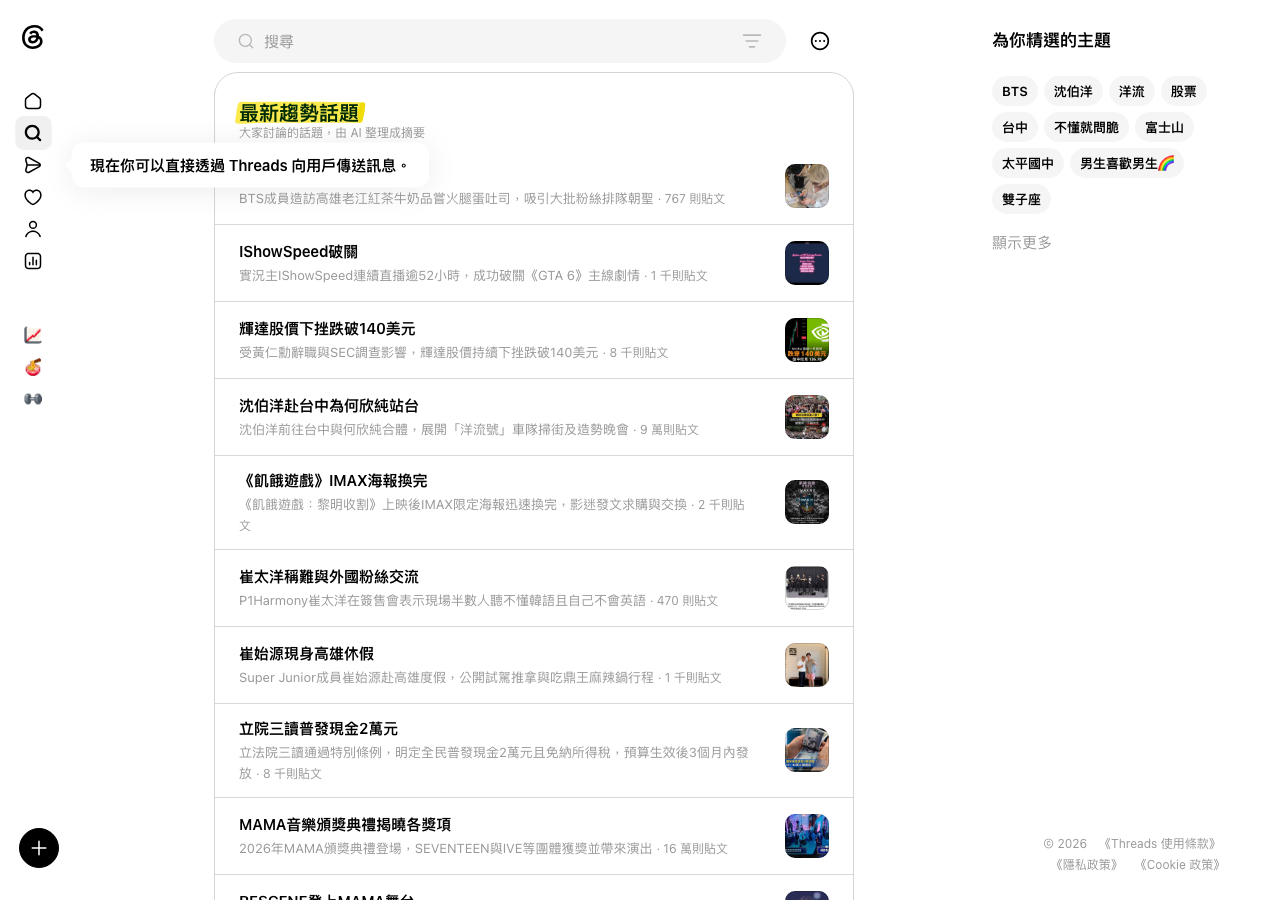 搜尋
最新趨勢話題
大家討論的話題，由 AI 整理成摘要
現在你可以直接透過 Threads 向用戶傳送訊息。
BTS成員造訪高雄老江紅茶牛奶品嘗火腿蛋吐司，吸引大批粉絲排隊朝聖 · 767 則貼文
IShowSpeed破關
實況主IShowSpeed連續直播逾52小時，成功破關《GTA 6》主線劇情 · 1 千則貼文
輝達股價下挫跌破140美元
受黃仁勳辭職與SEC調查影響，輝達股價持續下挫跌破140美元 · 8 千則貼文
沈伯洋赴台中為何欣純站台
沈伯洋前往台中與何欣純合體，展開「洋流號」車隊掃街及造勢晚會 · 9 萬則貼文
《飢餓遊戲》IMAX海報換完
《飢餓遊戲：黎明收割》上映後IMAX限定海報迅速換完，影迷發文求購與交換 · 2 千則貼
文
崔太洋稱難與外國粉絲交流
P1Harmony崔太洋在簽售會表示現場半數人聽不懂韓語且自己不會英語 · 470 則貼文
崔始源現身高雄休假
Super Junior成員崔始源赴高雄度假，公開試駕推拿與吃鼎王麻辣鍋行程 · 1 千則貼文
立院三讀普發現金2萬元
立法院三讀通過特別條例，明定全民普發現金2萬元且免納所得稅，預算生效後3個月內發
放 · 8 千則貼文
MAMA音樂頒獎典禮揭曉各獎項
2026年MAMA頒獎典禮登場，SEVENTEEN與IVE等團體獲獎並帶來演出 · 16 萬則貼文
RESCENE登上MAMA舞台
為你精選的主題
BTS 沈伯洋 洋流 股票
台中 不懂就問脆 富士山
太平國中 男生喜歡男生🌈
雙子座
顯示更多
© 2026 《Threads 使用條款》
《隱私政策》 《Cookie 政策》